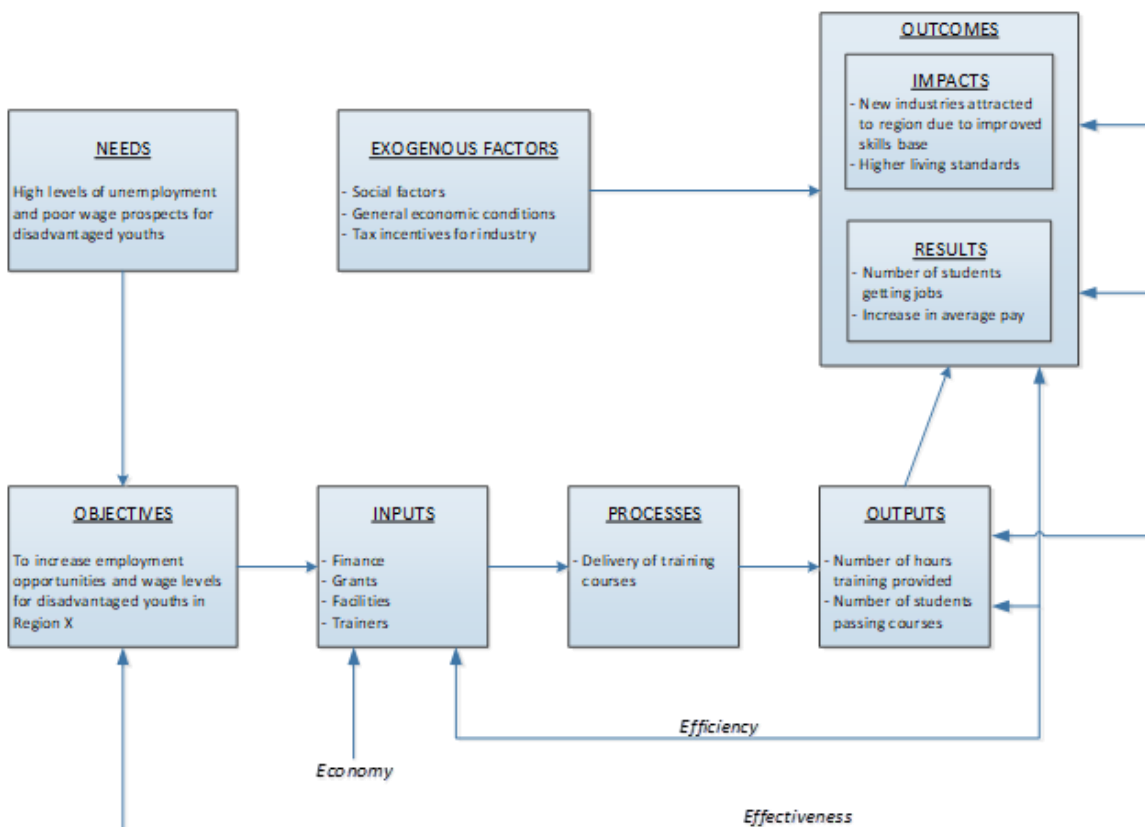 OUTCOMES
IMPACTS
- New industries attracted
to region due to improved
skills base
- Higher living standards
NEEDS
High levels of unemployment
and poor wage prospects for
disadvantaged youths
EXOGENOUS FACTORS
- Social factors
- General economic conditions
- Tax incentives for industry
RESULTS
- Number of students
getting jobs
- Increase in average pay
OBJECTIVES
To increase employment
opportunities and wage levels
for disadvantaged youths in
Region X
INPUTS
- Finance
- Grants
- Facilities
- Trainers
PROCESSES
- Delivery of training
courses
OUTPUTS
- Number of hours
training provided
- Number of students
passing courses
Efficiency
Economy
Effectiveness